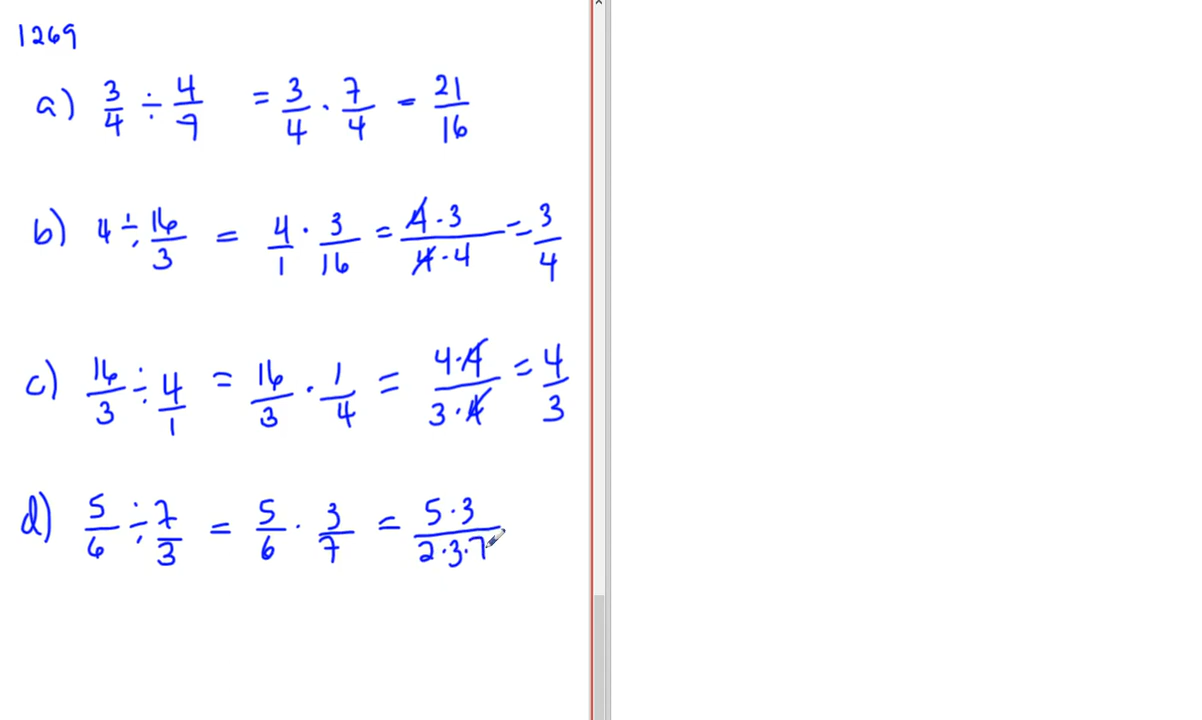 1269
a) 3/4 ÷ 4/7 = 3/4 · 7/4 = 21/16
b) 4 ÷ 16/3 = 4/1 · 3/16 = 4·3/4·4 = 3/4
c) 16/3 ÷ 4/1 = 16/3 · 1/4 = 4·4/3·4 = 4/3
d) 5/6 ÷ 7/3 = 5/6 · 3/7 = 5·3/2·3·7